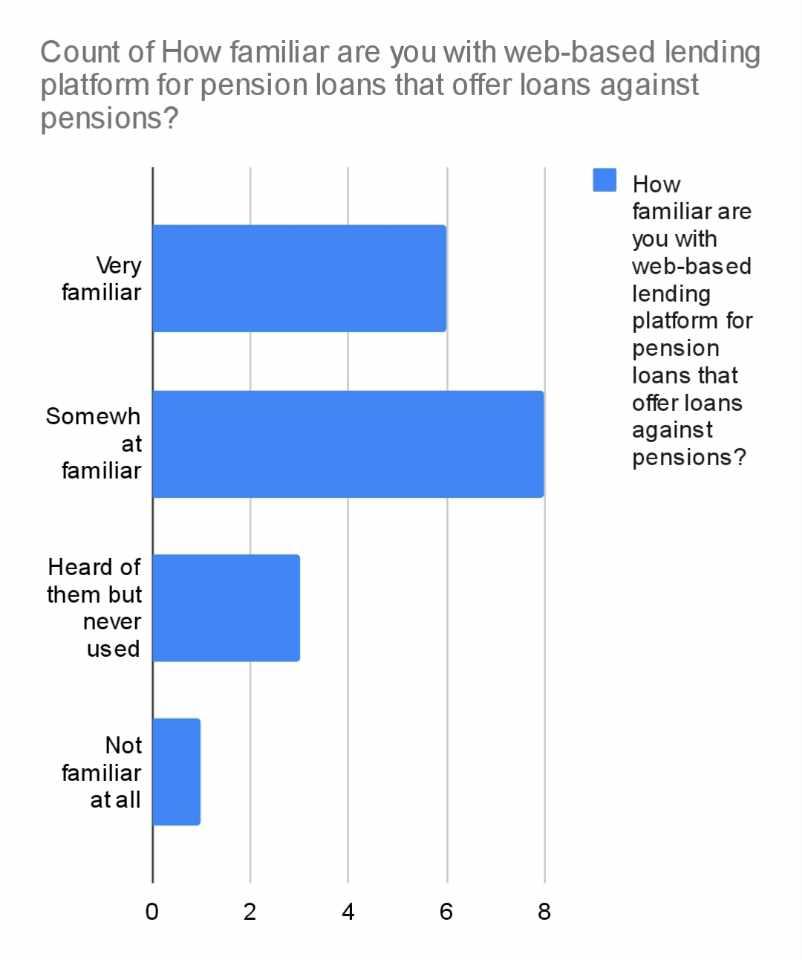 Count of How familiar are you with web-based lending
platform for pension loans that offer loans against
pensions?
How
familiar are
you with
web-based
lending
platform for
pension
loans that
offer loans
against
pensions?
Very
familiar
Somewh
at
familiar
Heard of
them but
never
used
Not
familiar
at all
0 2 4 6 8